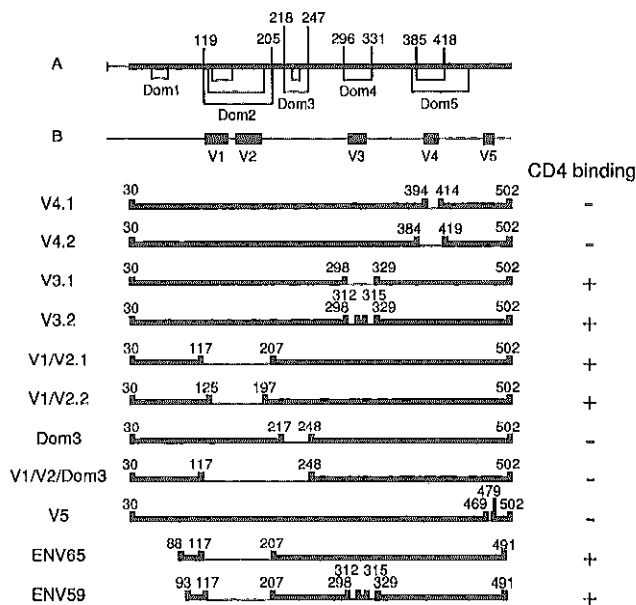 218 247
119 205 296 331 385 418
A
Dom1 Dom2 Dom3 Dom4 Dom5
B
V1 V2 V3 V4 V5
CD4 binding
30 394 414 502
V4.1 -
30 384 419 502
V4.2 -
30 298 329 502
V3.1 +
312 315
30 298 329 502
V3.2 +
30 117 207 502
V1/V2.1 +
30 125 197 502
V1/V2.2 +
30 217 248 502
Dom3 -
30 117 248 502
V1/V2/Dom3 -
479
30 469 502
V5 -
88 117 207 491
ENV65 +
312 315
93 117 207 298 329 491
ENV59 +